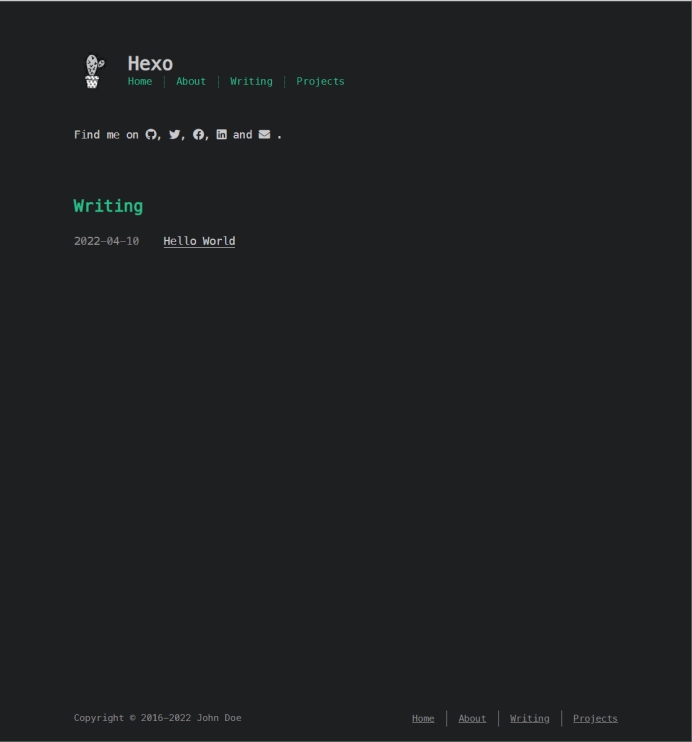 Hexo
Home About Writing Projects
Find me on , , , and .
Writing
2022-04-10 Hello World
Copyright © 2016-2022 John Doe
Home About Writing Projects